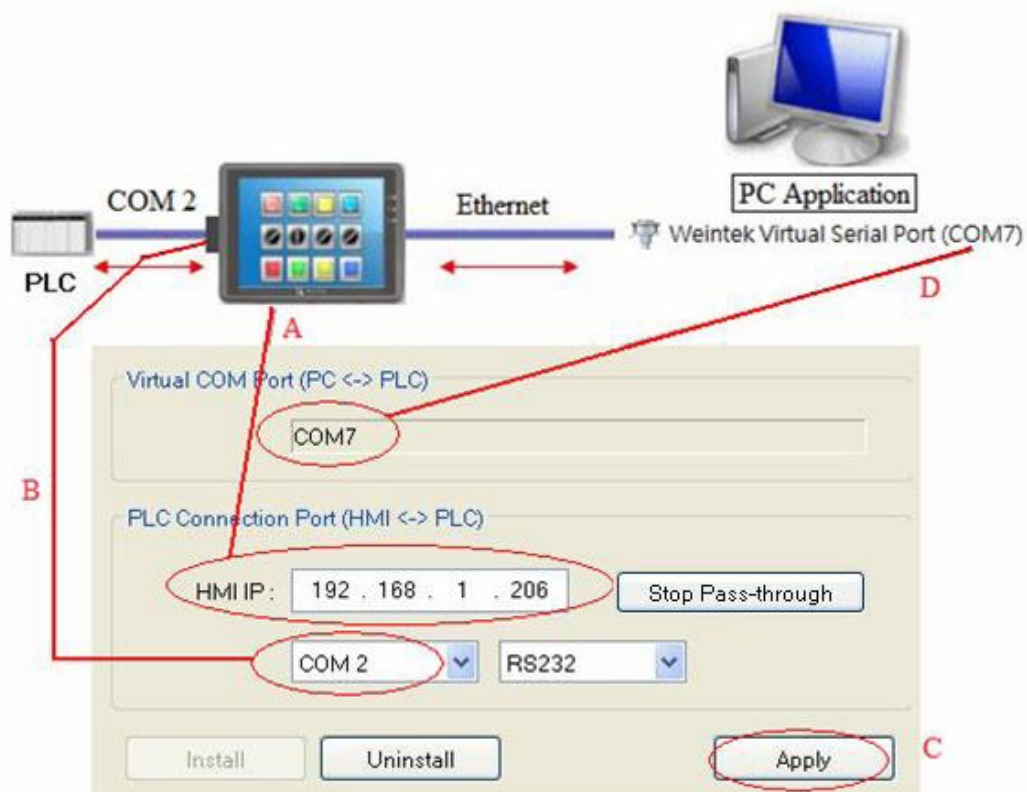 COM 2
Ethernet
PC Application
Weintek Virtual Serial Port (COM7)
PLC
A
D
Virtual COM Port (PC <-> PLC)
COM7
B
PLC Connection Port (HMI <-> PLC)
HMI IP : 192 . 168 . 1 . 206 Stop Pass-through
COM 2 RS232
Install Uninstall Apply C